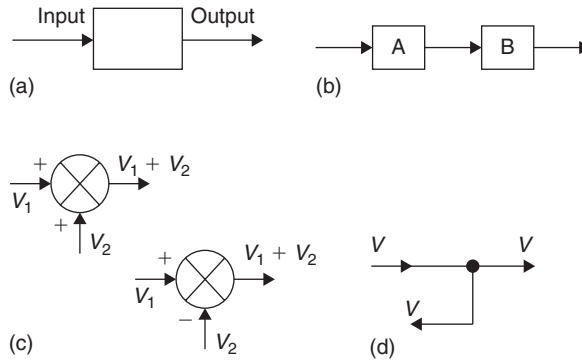 Input Output
(a)
A B
(b)
+ V1 + V2
V1
+
V2
+ V1 + V2
V1
−
V2
(c)
V V
V
(d)